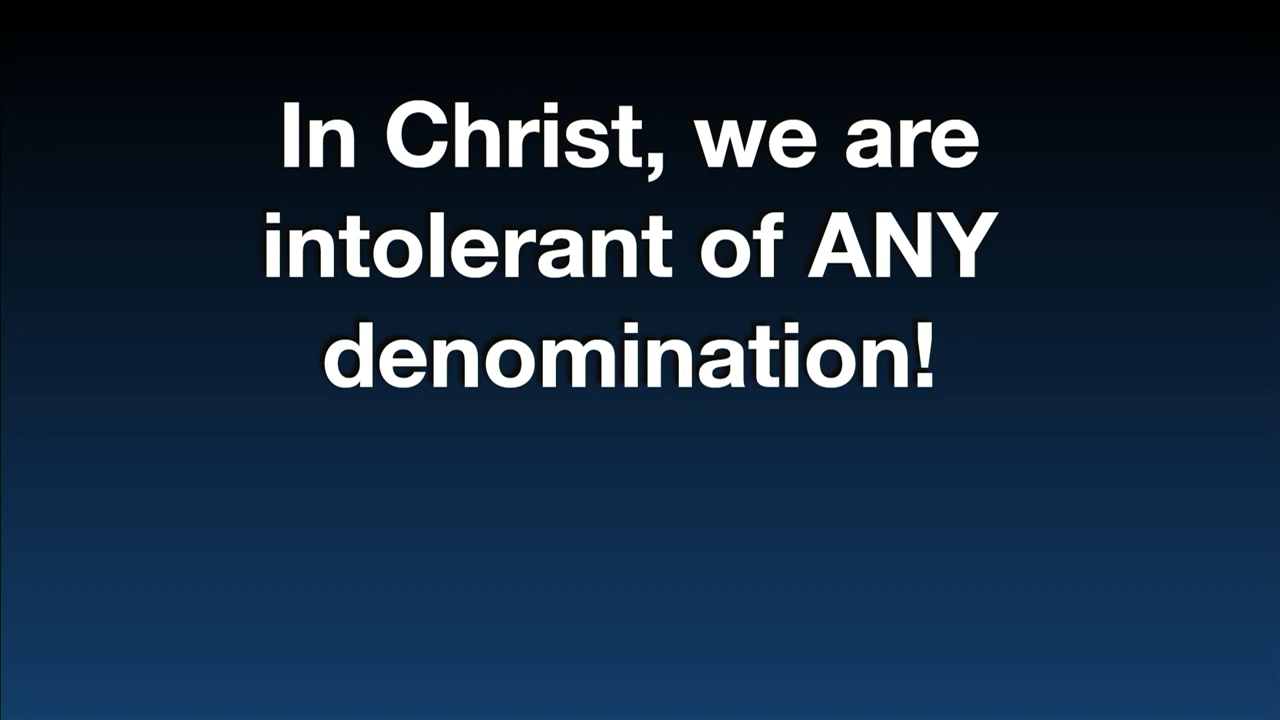 In Christ, we are
intolerant of ANY
denomination!